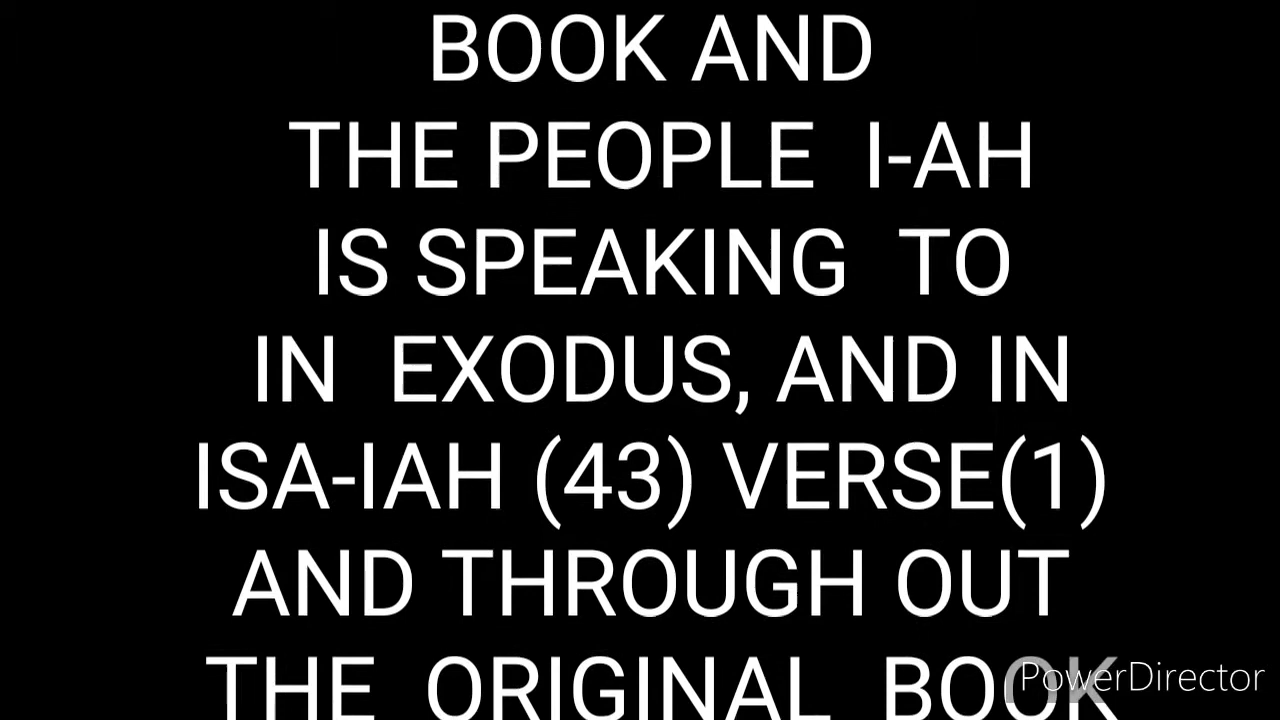 BOOK AND
THE PEOPLE I-AH
IS SPEAKING TO
IN EXODUS, AND IN
ISA-IAH (43) VERSE(1)
AND THROUGH OUT
THE ORIGINAL BOOK
PowerDirector